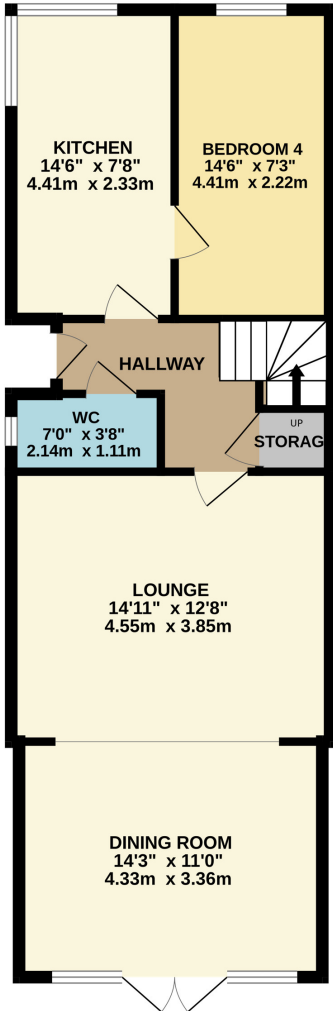 KITCHEN
14'6" x 7'8"
4.41m x 2.33m
BEDROOM 4
14'6" x 7'3"
4.41m x 2.22m
HALLWAY
WC
7'0" x 3'8"
2.14m x 1.11m
UP
STORAG
LOUNGE
14'11" x 12'8"
4.55m x 3.85m
DINING ROOM
14'3" x 11'0"
4.33m x 3.36m